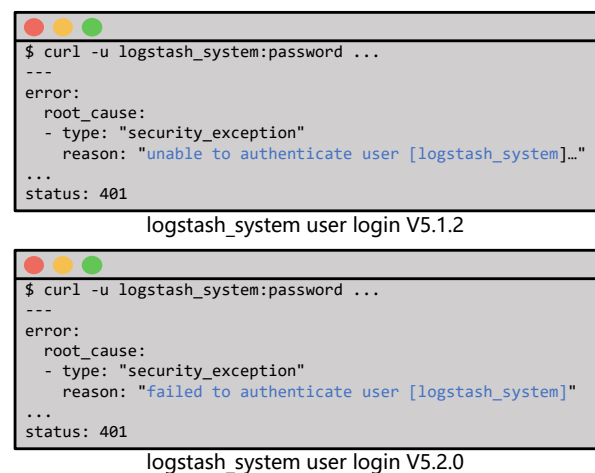 $ curl -u logstash_system:password ...
---
error:
  root_cause:
  - type: "security_exception"
    reason: "unable to authenticate user [logstash_system]…"
...
status: 401
logstash_system user login V5.1.2
$ curl -u logstash_system:password ...
---
error:
  root_cause:
  - type: "security_exception"
    reason: "failed to authenticate user [logstash_system]"
...
status: 401
logstash_system user login V5.2.0